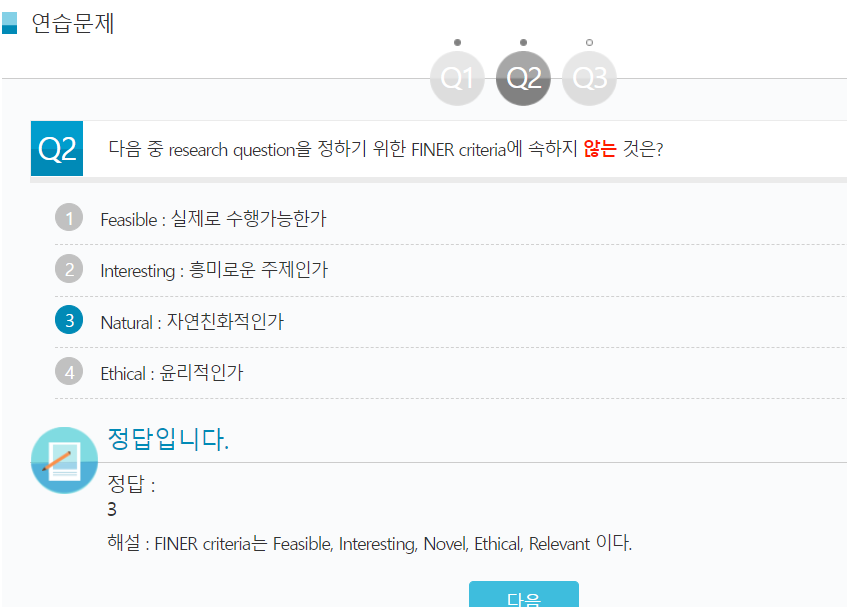 연습문제
Q1 Q2 Q3
Q2 다음 중 research question을 정하기 위한 FINER criteria에 속하지 않는 것은?
1 Feasible : 실제로 수행가능한가
2 Interesting : 흥미로운 주제인가
3 Natural : 자연친화적인가
4 Ethical : 윤리적인가
정답입니다.
정답 :
3
해설 : FINER criteria는 Feasible, Interesting, Novel, Ethical, Relevant 이다.
다음